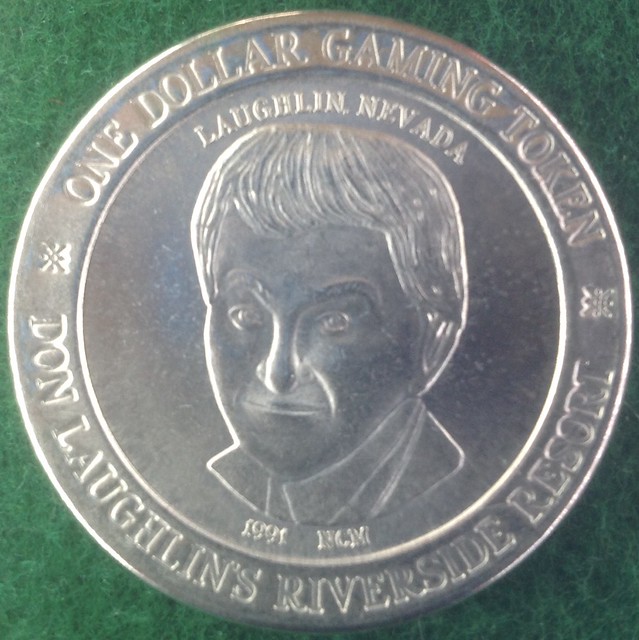 ONE DOLLAR GAMING TOKEN
LAUGHLIN, NEVADA
1991 NCM
DON LAUGHLIN'S RIVERSIDE RESORT